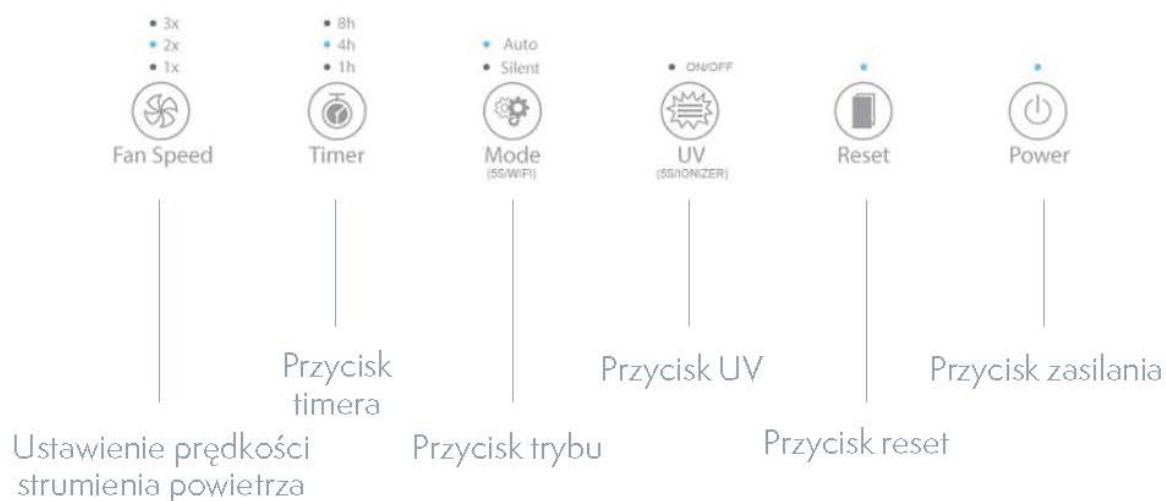 3x
2x
1x
Fan Speed
8h
4h
1h
Timer
Auto
Silent
Mode
(5S/WIFI)
ON/OFF
UV
(5S/IONIZER)
Reset
Power
Ustawienie prędkości
strumienia powietrza
Przycisk
timera
Przycisk trybu
Przycisk UV
Przycisk reset
Przycisk zasilania